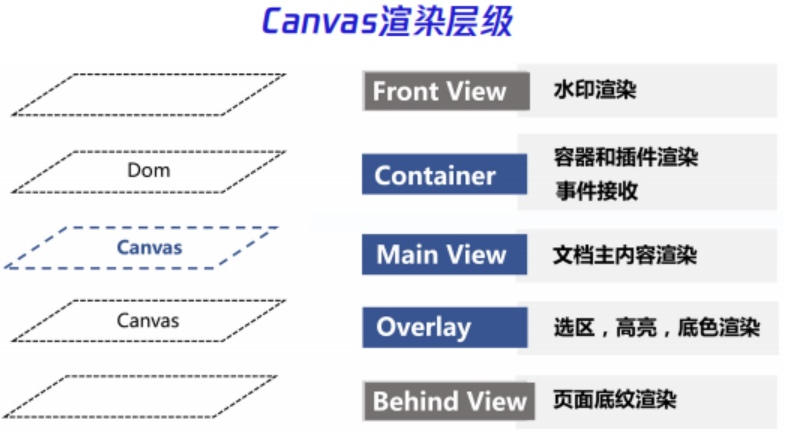 Canvas渲染层级
Front View 水印渲染
Dom Container 容器和插件渲染
事件接收
Canvas Main View 文档主内容渲染
Canvas Overlay 选区，高亮，底色渲染
Behind View 页面底纹渲染